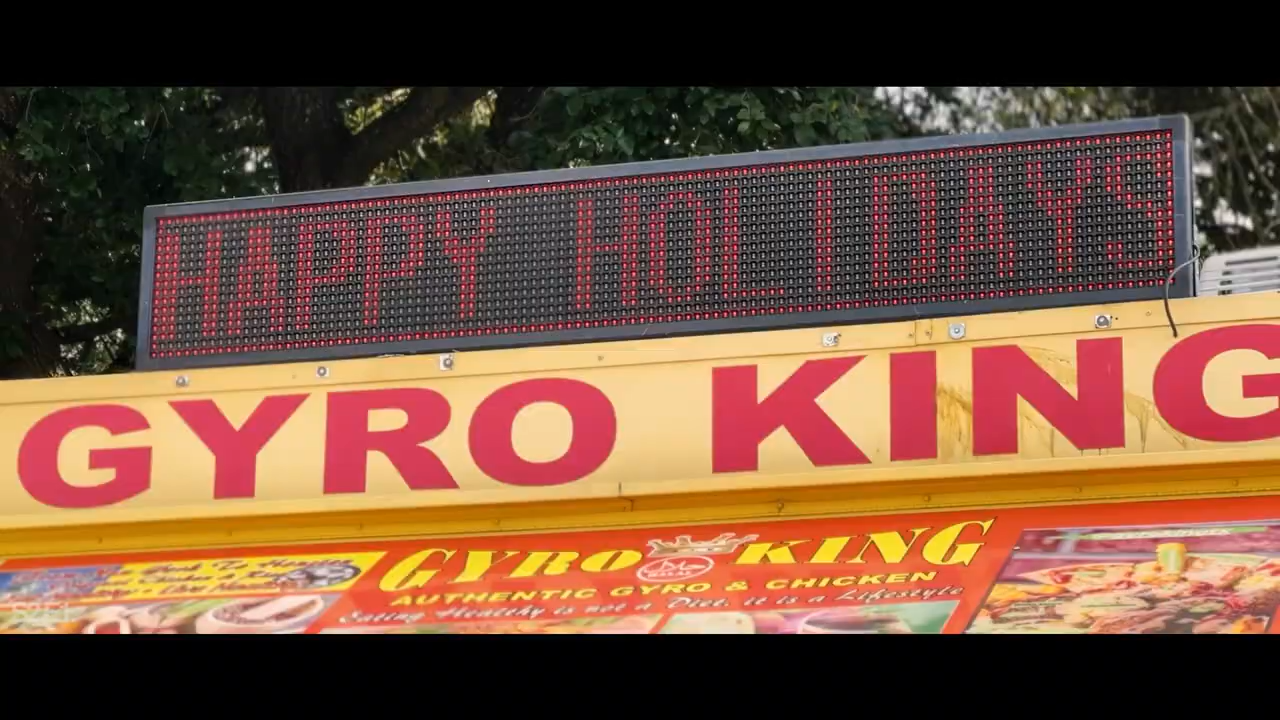 HAPPY HOLIDAYS
GYRO KING
GYRO KING
AUTHENTIC GYRO & CHICKEN
Eating Healthy is not a Diet, it is a Lifestyle